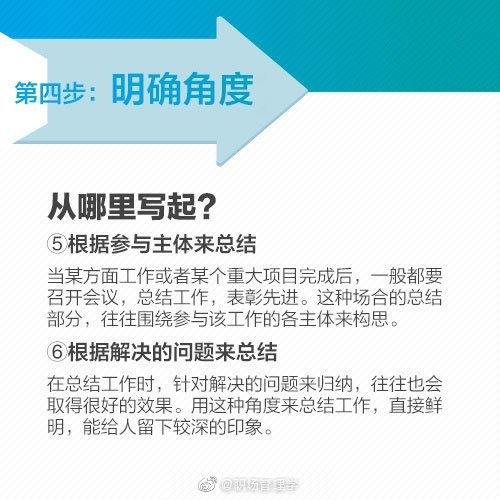 第四步：明确角度
从哪里写起？
⑤根据参与主体来总结
当某方面工作或者某个重大项目完成后，一般都要
召开会议，总结工作，表彰先进。这种场合的总结
部分，往往围绕参与该工作的各主体来构思。
⑥根据解决的问题来总结
在总结工作时，针对解决的问题来归纳，往往也会
取得很好的效果。用这种角度来总结工作，直接鲜
明，能给人留下较深的印象。
@职场管理学